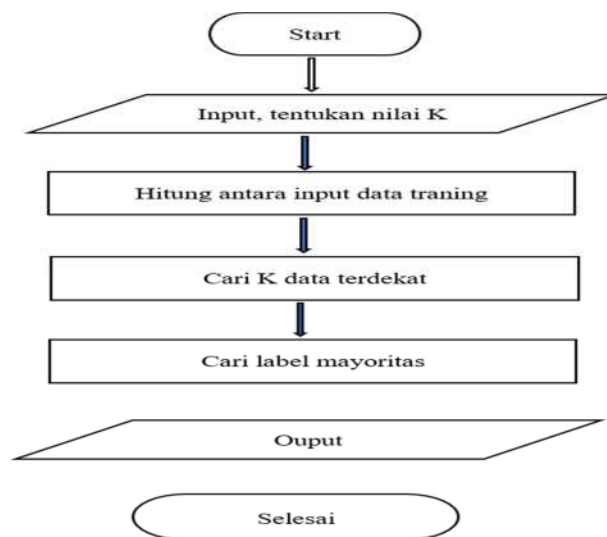 Start
Input, tentukan nilai K
Hitung antara input data traning
Cari K data terdekat
Cari label mayoritas
Ouput
Selesai